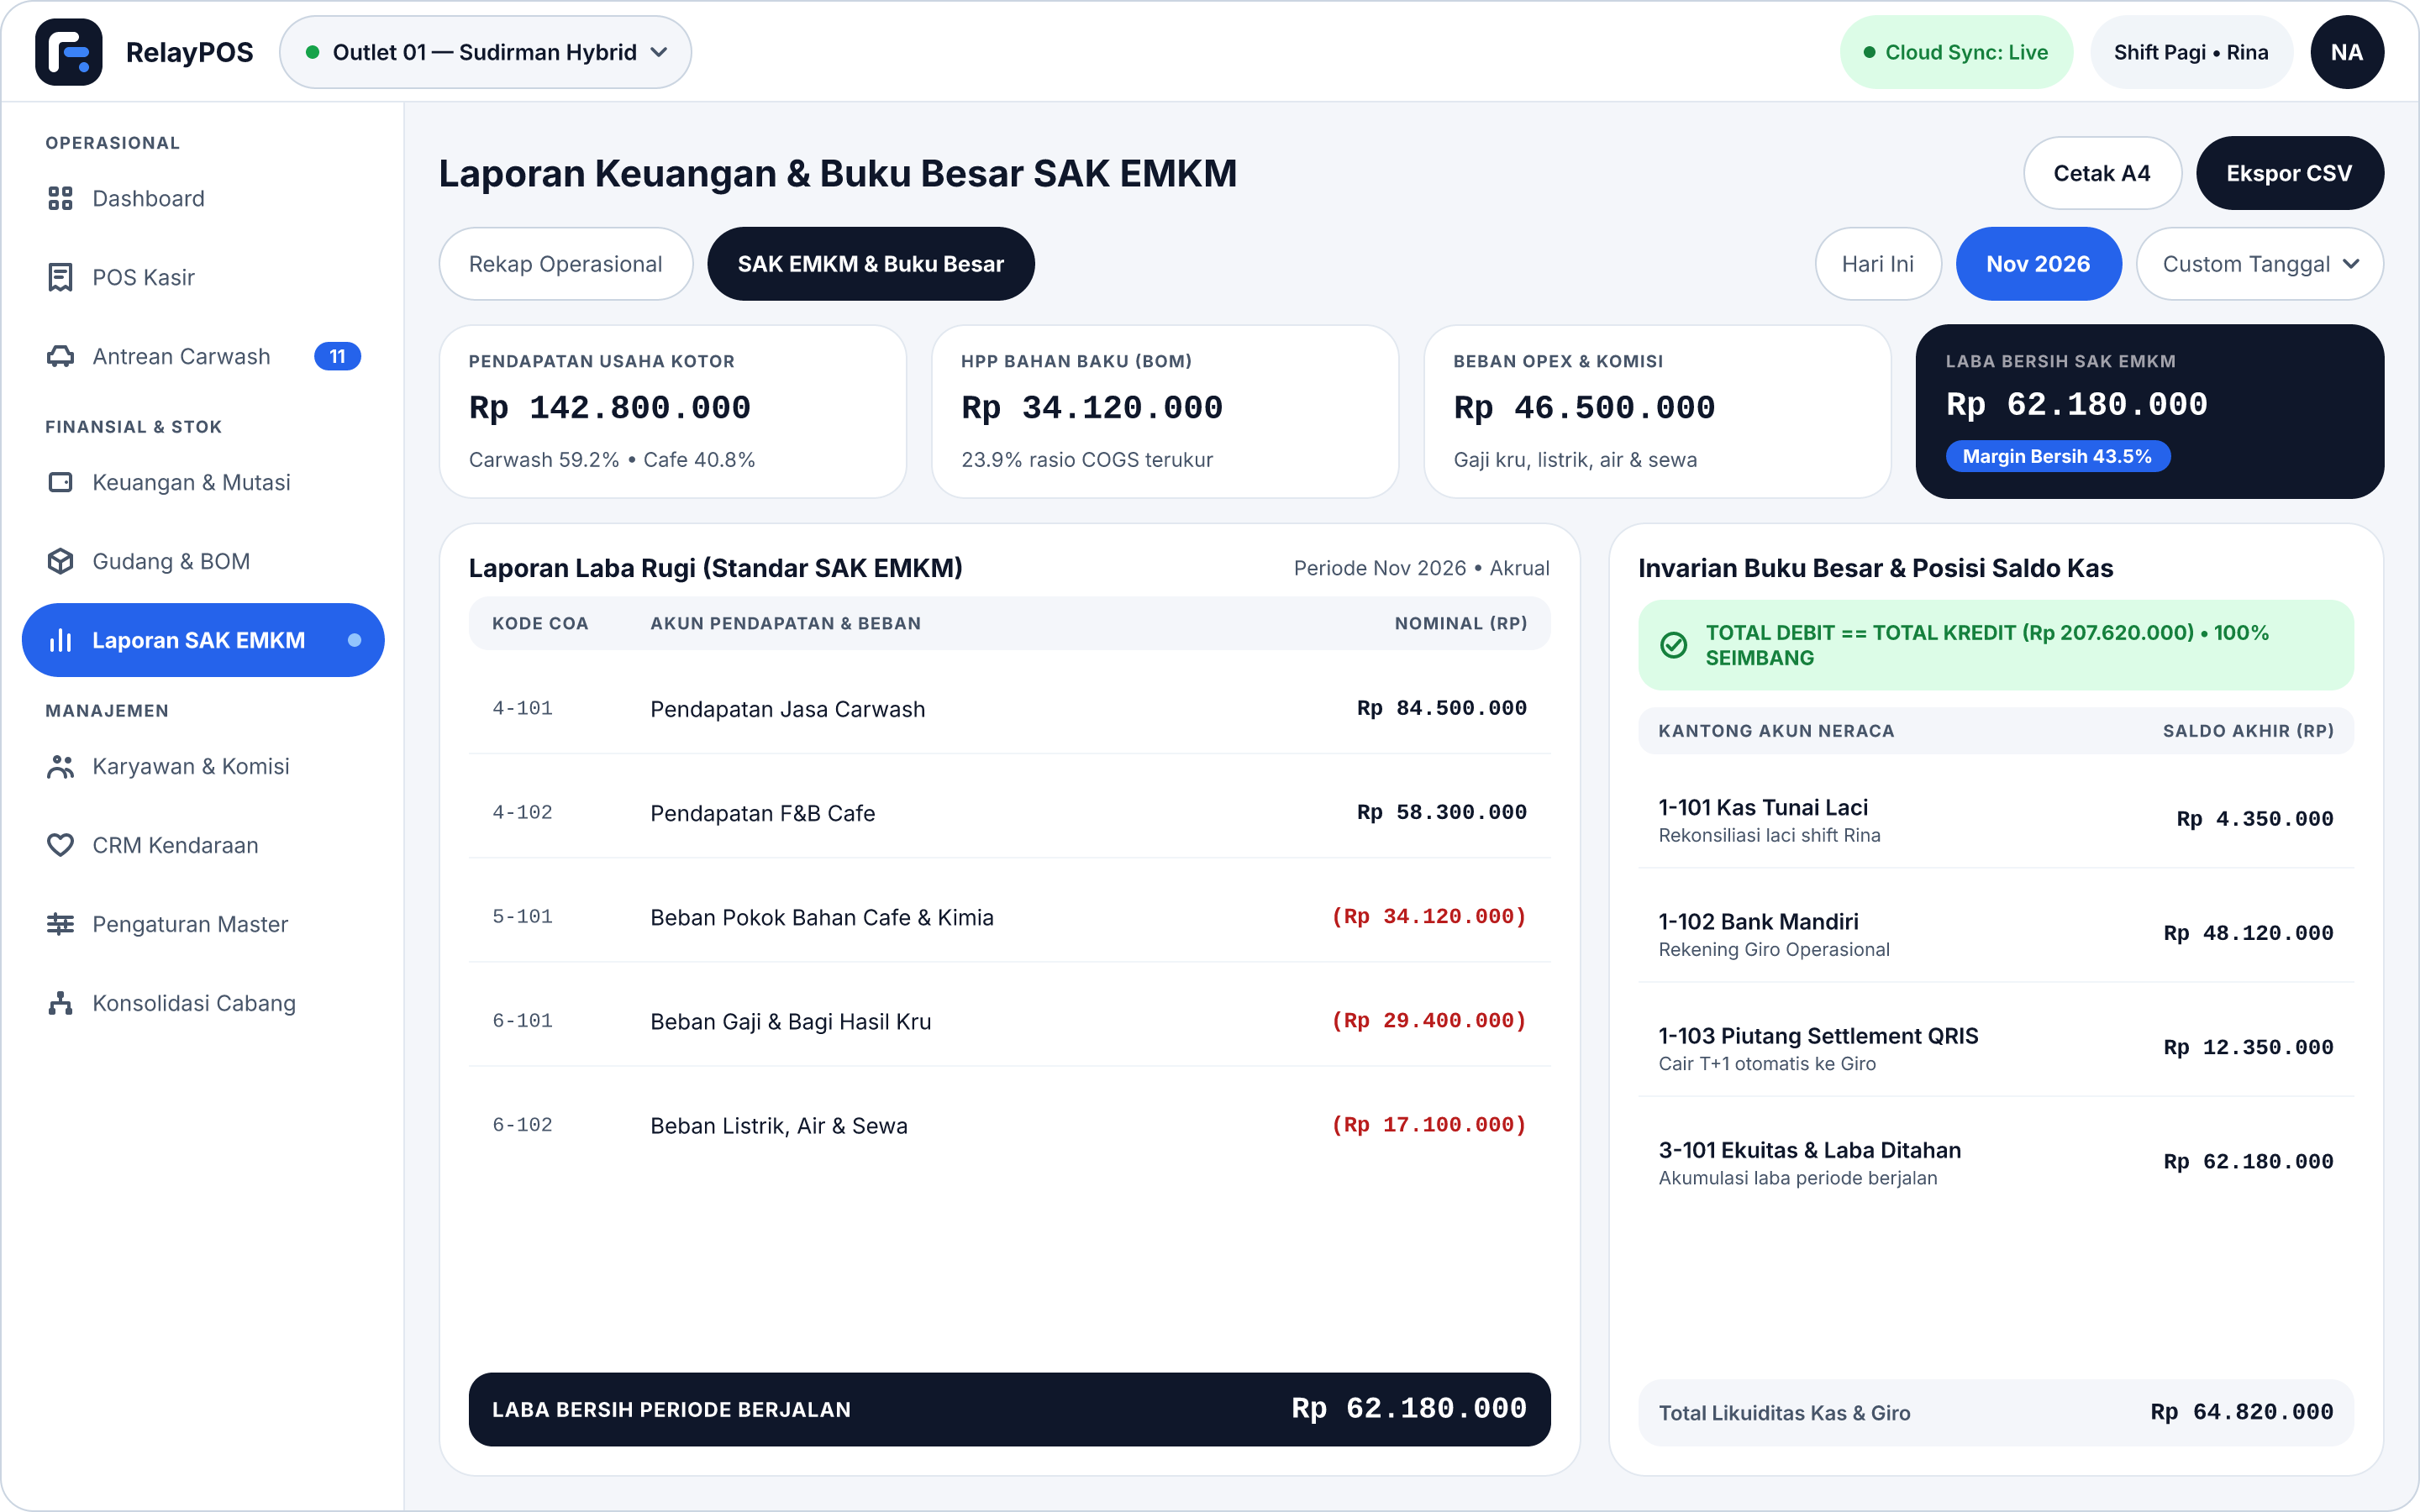 RelayPOS
Outlet 01 — Sudirman Hybrid
Cloud Sync: Live
Shift Pagi • Rina
NA
OPERASIONAL
Dashboard
POS Kasir
Antrean Carwash
11
FINANSIAL & STOK
Keuangan & Mutasi
Gudang & BOM
Laporan SAK EMKM
MANAJEMEN
Karyawan & Komisi
CRM Kendaraan
Pengaturan Master
Konsolidasi Cabang
Laporan Keuangan & Buku Besar SAK EMKM
Cetak A4
Ekspor CSV
Rekap Operasional
SAK EMKM & Buku Besar
Hari Ini
Nov 2026
Custom Tanggal
PENDAPATAN USAHA KOTOR
Rp 142.800.000
Carwash 59.2% • Cafe 40.8%
HPP BAHAN BAKU (BOM)
Rp 34.120.000
23.9% rasio COGS terukur
BEBAN OPEX & KOMISI
Rp 46.500.000
Gaji kru, listrik, air & sewa
LABA BERSIH SAK EMKM
Rp 62.180.000
Margin Bersih 43.5%
Laporan Laba Rugi (Standar SAK EMKM)
Periode Nov 2026 • Akrual
KODE COA AKUN PENDAPATAN & BEBAN NOMINAL (RP)
4-101 Pendapatan Jasa Carwash Rp 84.500.000
4-102 Pendapatan F&B Cafe Rp 58.300.000
5-101 Beban Pokok Bahan Cafe & Kimia (Rp 34.120.000)
6-101 Beban Gaji & Bagi Hasil Kru (Rp 29.400.000)
6-102 Beban Listrik, Air & Sewa (Rp 17.100.000)
LABA BERSIH PERIODE BERJALAN Rp 62.180.000
Invarian Buku Besar & Posisi Saldo Kas
TOTAL DEBIT == TOTAL KREDIT (Rp 207.620.000) • 100%
SEIMBANG
KANTONG AKUN NERACA SALDO AKHIR (RP)
1-101 Kas Tunai Laci
Rekonsiliasi laci shift Rina
Rp 4.350.000
1-102 Bank Mandiri
Rekening Giro Operasional
Rp 48.120.000
1-103 Piutang Settlement QRIS
Cair T+1 otomatis ke Giro
Rp 12.350.000
3-101 Ekuitas & Laba Ditahan
Akumulasi laba periode berjalan
Rp 62.180.000
Total Likuiditas Kas & Giro Rp 64.820.000